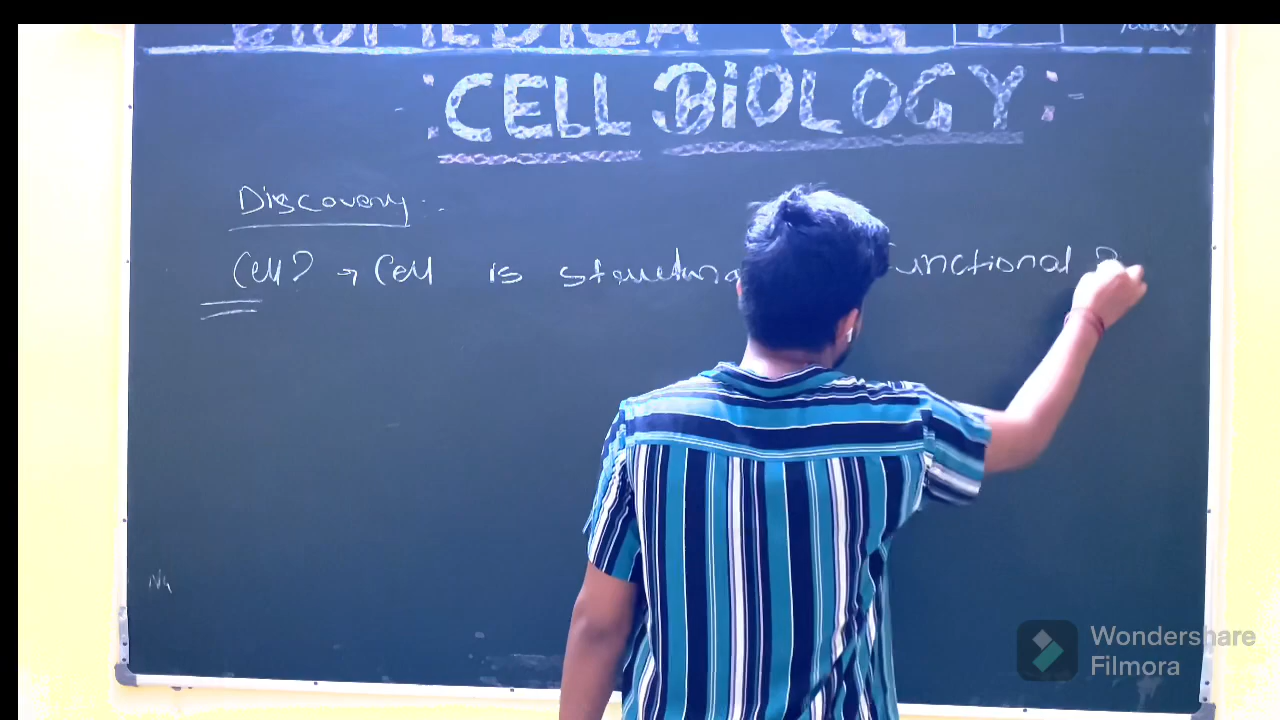 : CELL BiOLOGY :
Discovery :
Cell? → Cell is structura unctional
Wondershare
Filmora